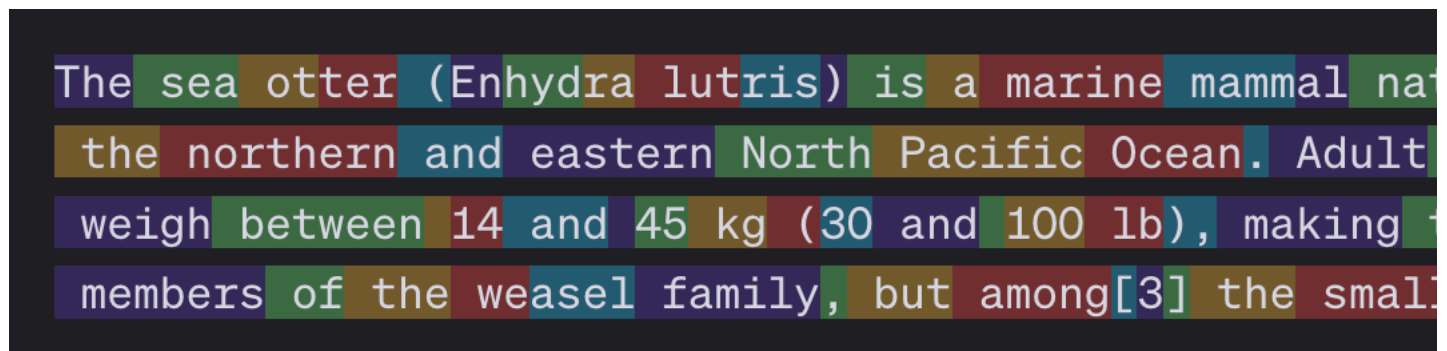 The sea otter (Enhydra lutris) is a marine mammal nat
the northern and eastern North Pacific Ocean. Adult
weigh between 14 and 45 kg (30 and 100 lb), making t
members of the weasel family, but among[3] the small